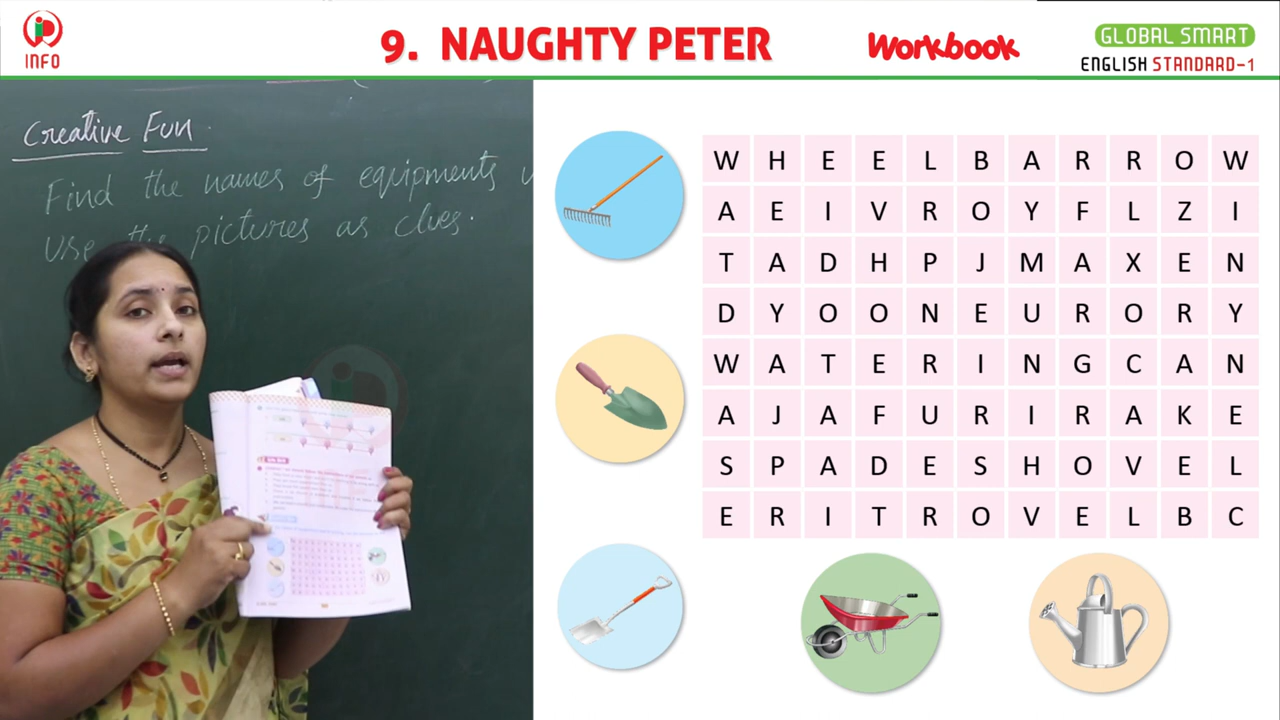 INFO
9. NAUGHTY PETER
Workbook
GLOBAL SMART
ENGLISH STANDARD-1
Creative Fun.
Find the names of equipments
Use the pictures as clues.
W H E E L B A R R O W
A E I V R O Y F L Z I
T A D H P J M A X E N
D Y O O N E U R O R Y
W A T E R I N G C A N
A J A F U R I R A K E
S P A D E S H O V E L
E R I T R O V E L B C